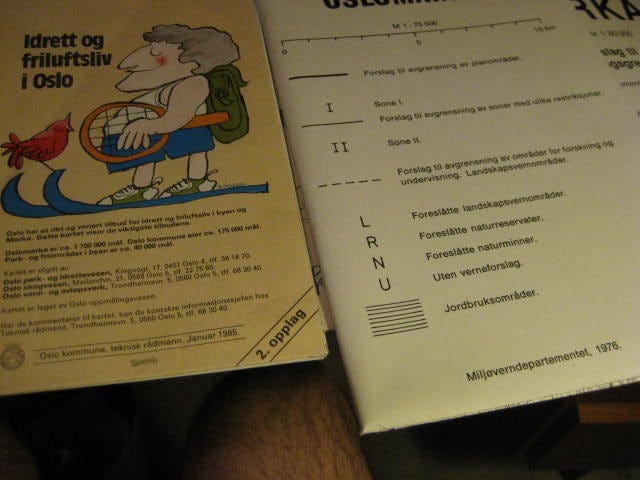 Idrett og
friluftsliv
i Oslo
Oslo har et rikt og variert tilbud for idrett og friluftsliv i byen og
Marka. Dette kartet viser de viktigste tilbudene.
Oslomarka er ca. 1 700 000 mål. Oslo kommune eier ca. 175 000 mål.
Park- og friområder i byen er ca. 40 000 mål.
Kartet er utgitt av:
Oslo park- og idrettsvesen, Kingosgt. 17, 0457 Oslo 4, tlf. 38 18 70.
Oslo skogvesen, Mailundvn. 21, 0569 Oslo 5, tlf. 22 75 60.
Oslo vann- og avløpsverk, Trondheimsvn. 5, 0560 Oslo 5, tlf. 68 30 40.
Kartet er laget av Oslo oppmålingsvesen.
Har du kommentarer til kartet, kan du kontakte informasjonssjefen hos
Teknisk rådmann, Trondheimsvn. 5, 0560 Oslo 5, tlf. 68 30 40.
Oslo kommune, teknisk rådmann. Januar 1985.
2. opplag
M 1 : 75 000
0 5 10 km
Forslag til avgrensning av planområdet.
I Sone I.
Forslag til avgrensning av soner med ulike restriksjoner.
II Sone II.
Forslag til avgrensning av områder for forskning og
undervisning. Landskapsvernområder.
L Foreslåtte landskapsvernområder.
R Foreslåtte naturreservater.
N Foreslåtte naturminner.
U Uten verneforslag.
Jordbruksområder.
Miljøverndepartementet, 1976.